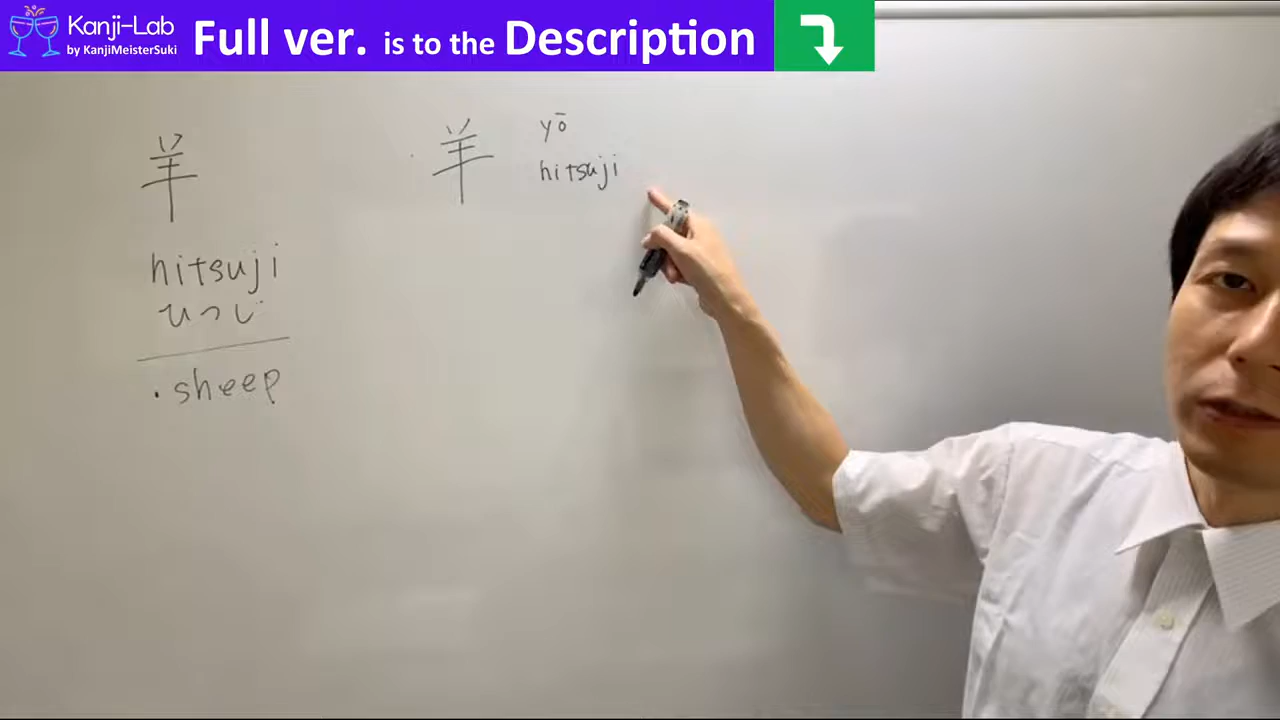 Kanji-Lab
by KanjiMeisterSuki
Full ver. is to the Description
羊
hitsuji
ひつじ
・sheep
羊
yō
hitsuji